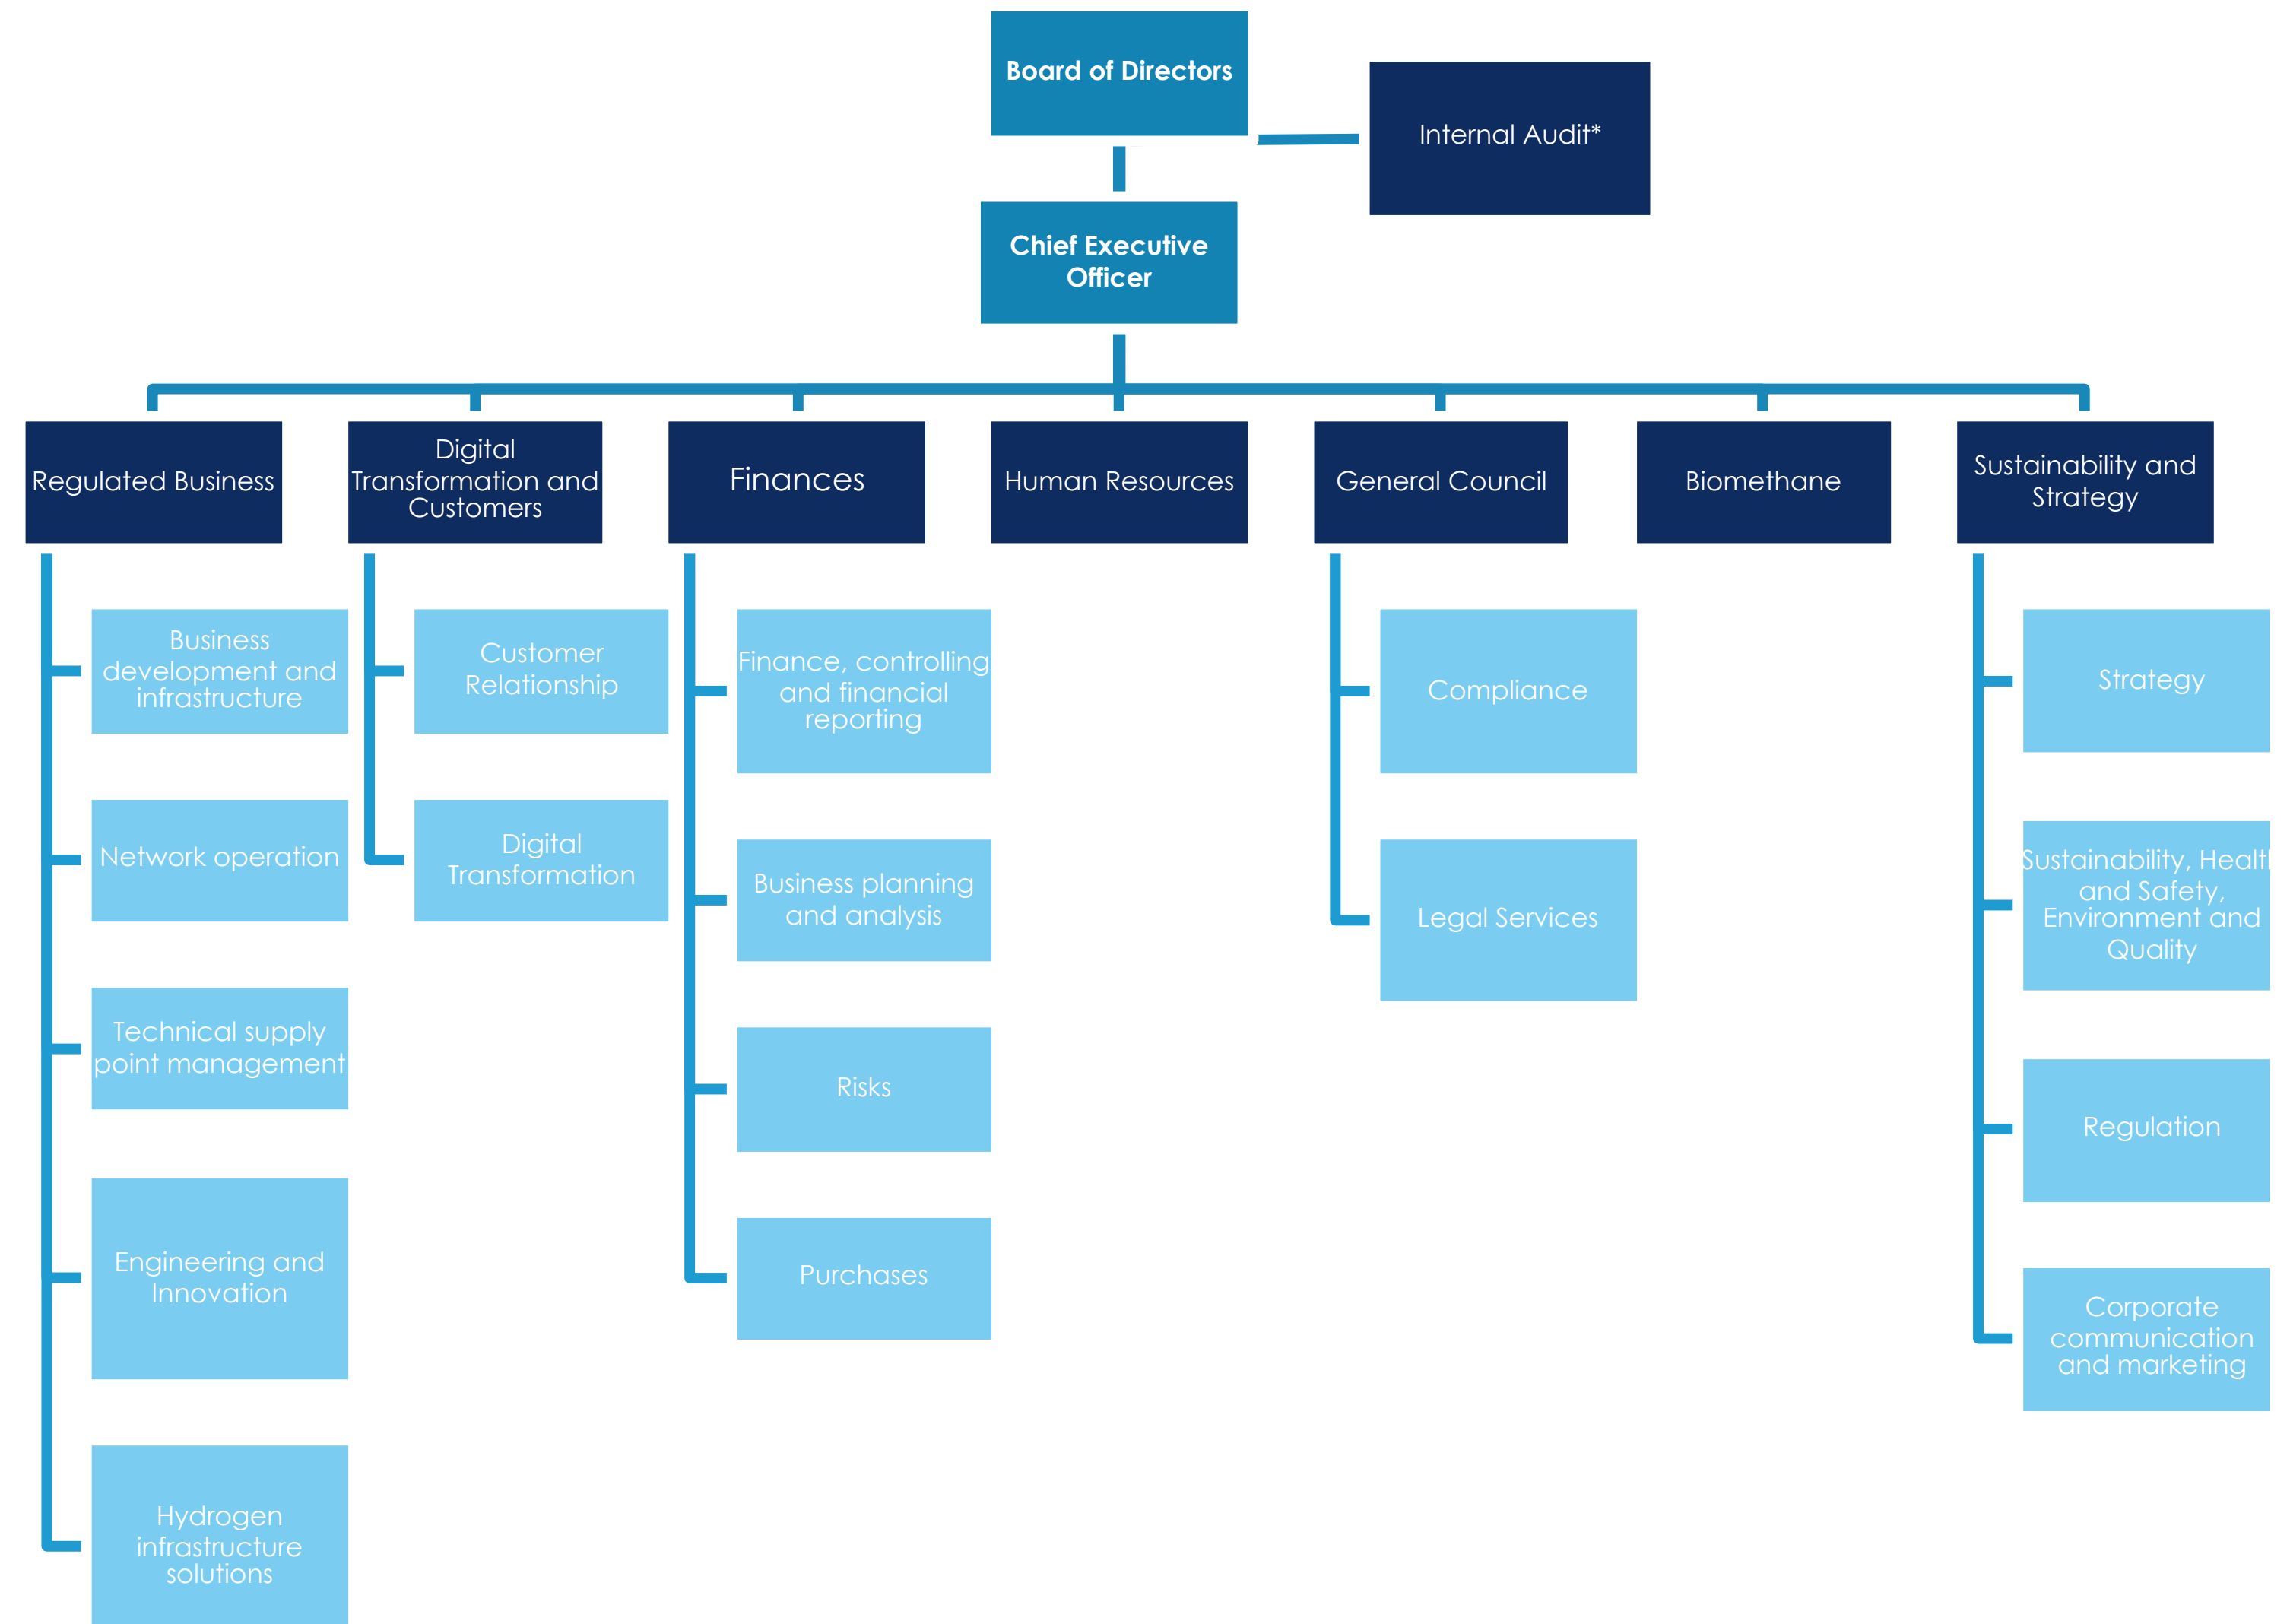 Board of Directors
Internal Audit*
Chief Executive
Officer
Regulated Business
Digital
Transformation and
Customers
Finances
Human Resources
General Council
Biomethane
Sustainability and
Strategy
Business
development and
infrastructure
Network operation
Technical supply
point management
Engineering and
Innovation
Hydrogen
infrastructure
solutions
Customer
Relationship
Digital
Transformation
Finance, controlling
and financial
reporting
Business planning
and analysis
Risks
Purchases
Compliance
Legal Services
Strategy
Sustainability, Health
and Safety,
Environment and
Quality
Regulation
Corporate
communication
and marketing